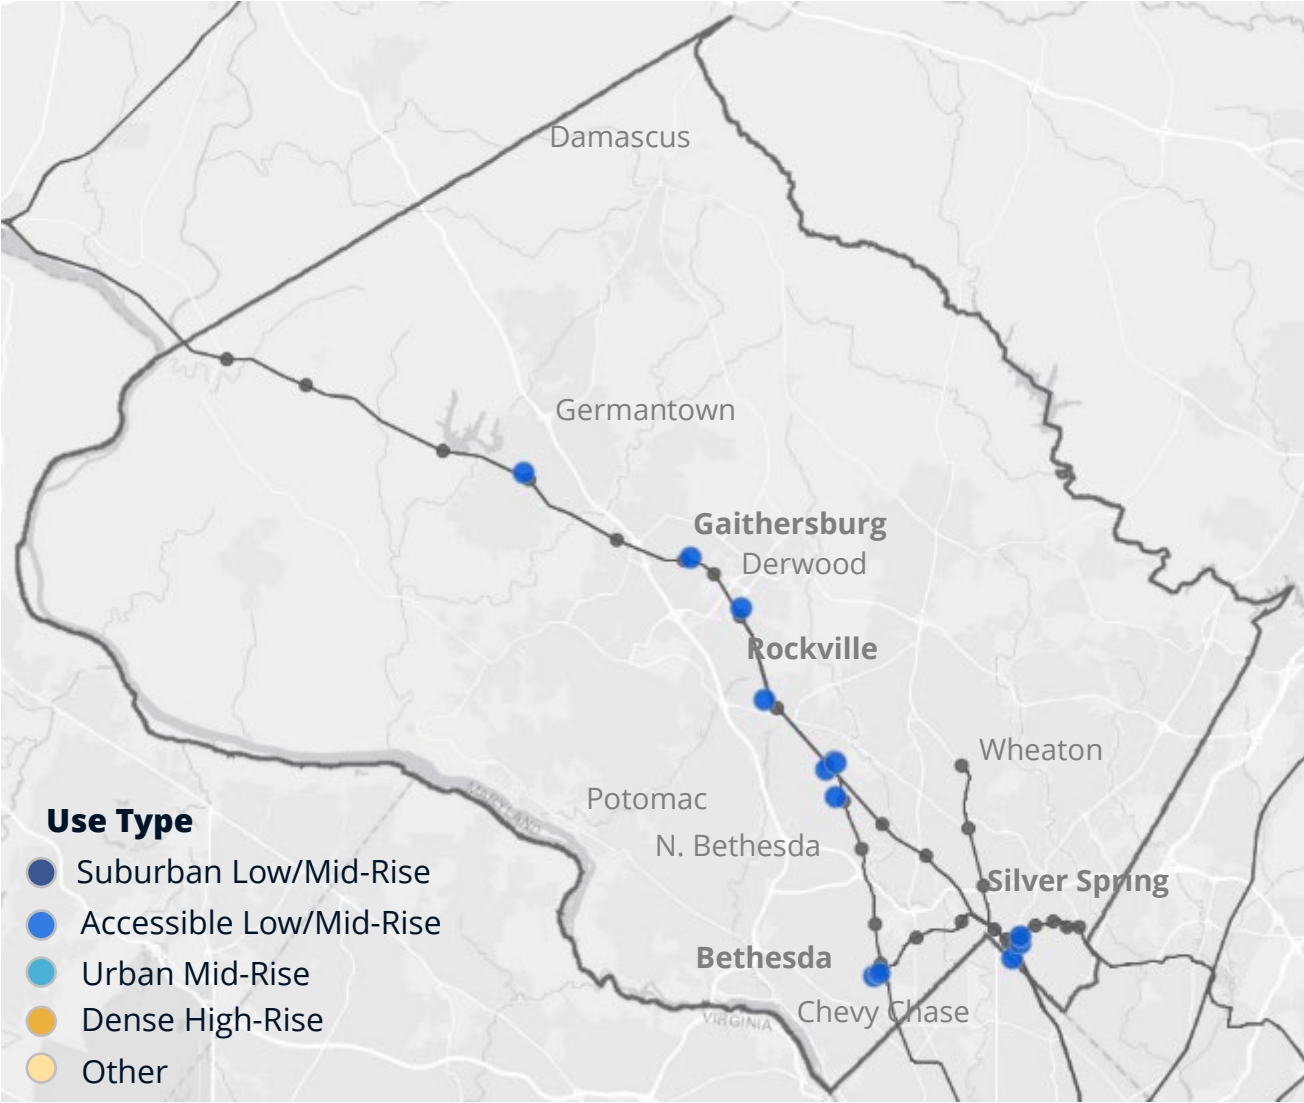 Damascus
Germantown
Gaithersburg
Derwood
Rockville
Wheaton
Potomac
MARYLAND
N. Bethesda
Silver Spring
Bethesda
Chevy Chase
VIRGINIA
Use Type
Suburban Low/Mid-Rise
Accessible Low/Mid-Rise
Urban Mid-Rise
Dense High-Rise
Other